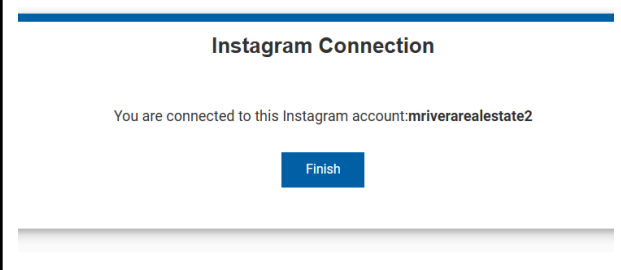 Instagram Connection
You are connected to this Instagram account:mriverarealestate2
Finish